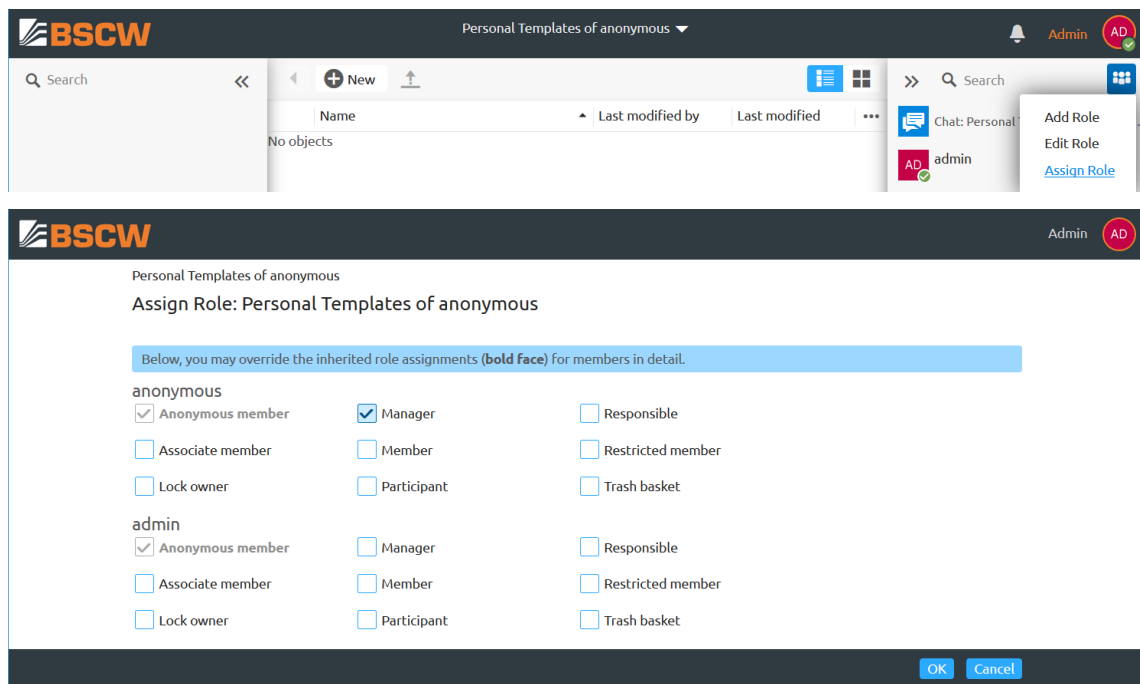 BSCW Personal Templates of anonymous Admin AD
Search New Search
Name Last modified by Last modified ••• Chat: Personal Add Role
No objects Edit Role
AD admin Assign Role
BSCW Admin AD
Personal Templates of anonymous
Assign Role: Personal Templates of anonymous
Below, you may override the inherited role assignments (bold face) for members in detail.
anonymous
Anonymous member Manager Responsible
Associate member Member Restricted member
Lock owner Participant Trash basket
admin
Anonymous member Manager Responsible
Associate member Member Restricted member
Lock owner Participant Trash basket
OK Cancel